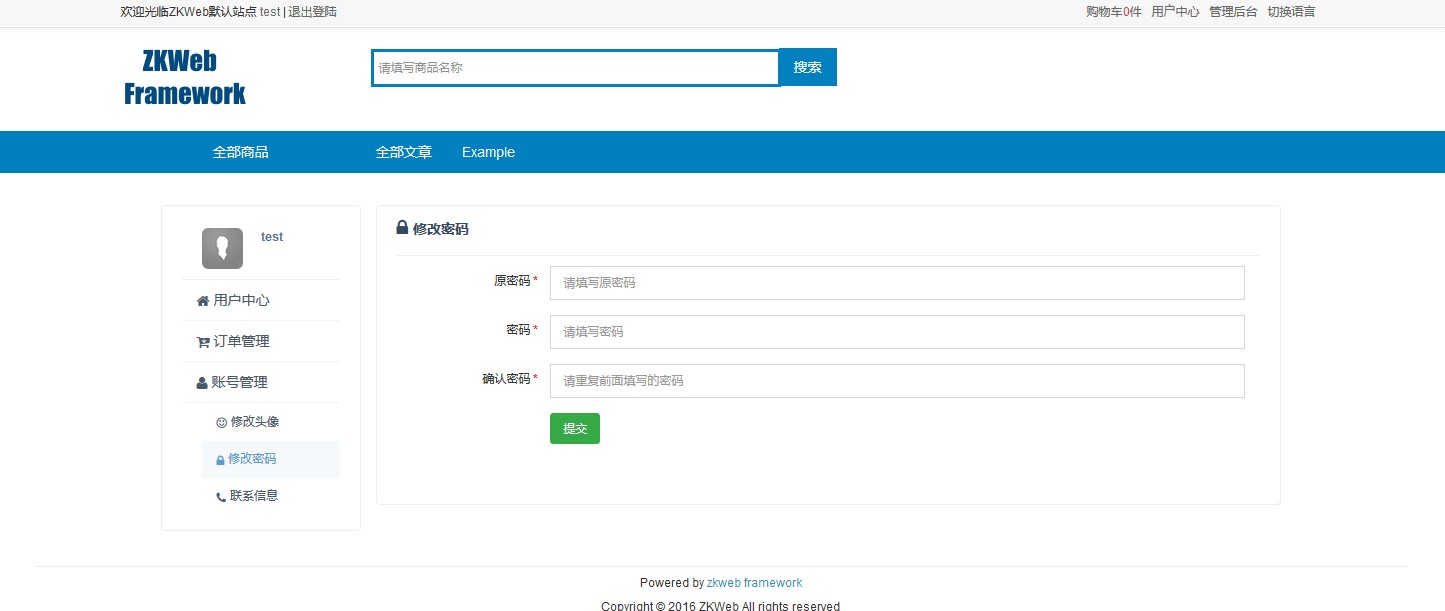 欢迎光临ZKWeb默认站点 test | 退出登陆
购物车0件 用户中心 管理后台 切换语言
ZKWeb
Framework
请填写商品名称
搜索
全部商品
全部文章
Example
test
用户中心
订单管理
账号管理
修改头像
修改密码
联系信息
修改密码
原密码 *
请填写原密码
密码 *
请填写密码
确认密码 *
请重复前面填写的密码
提交
Powered by zkweb framework
Copyright © 2016 ZKWeb All rights reserved